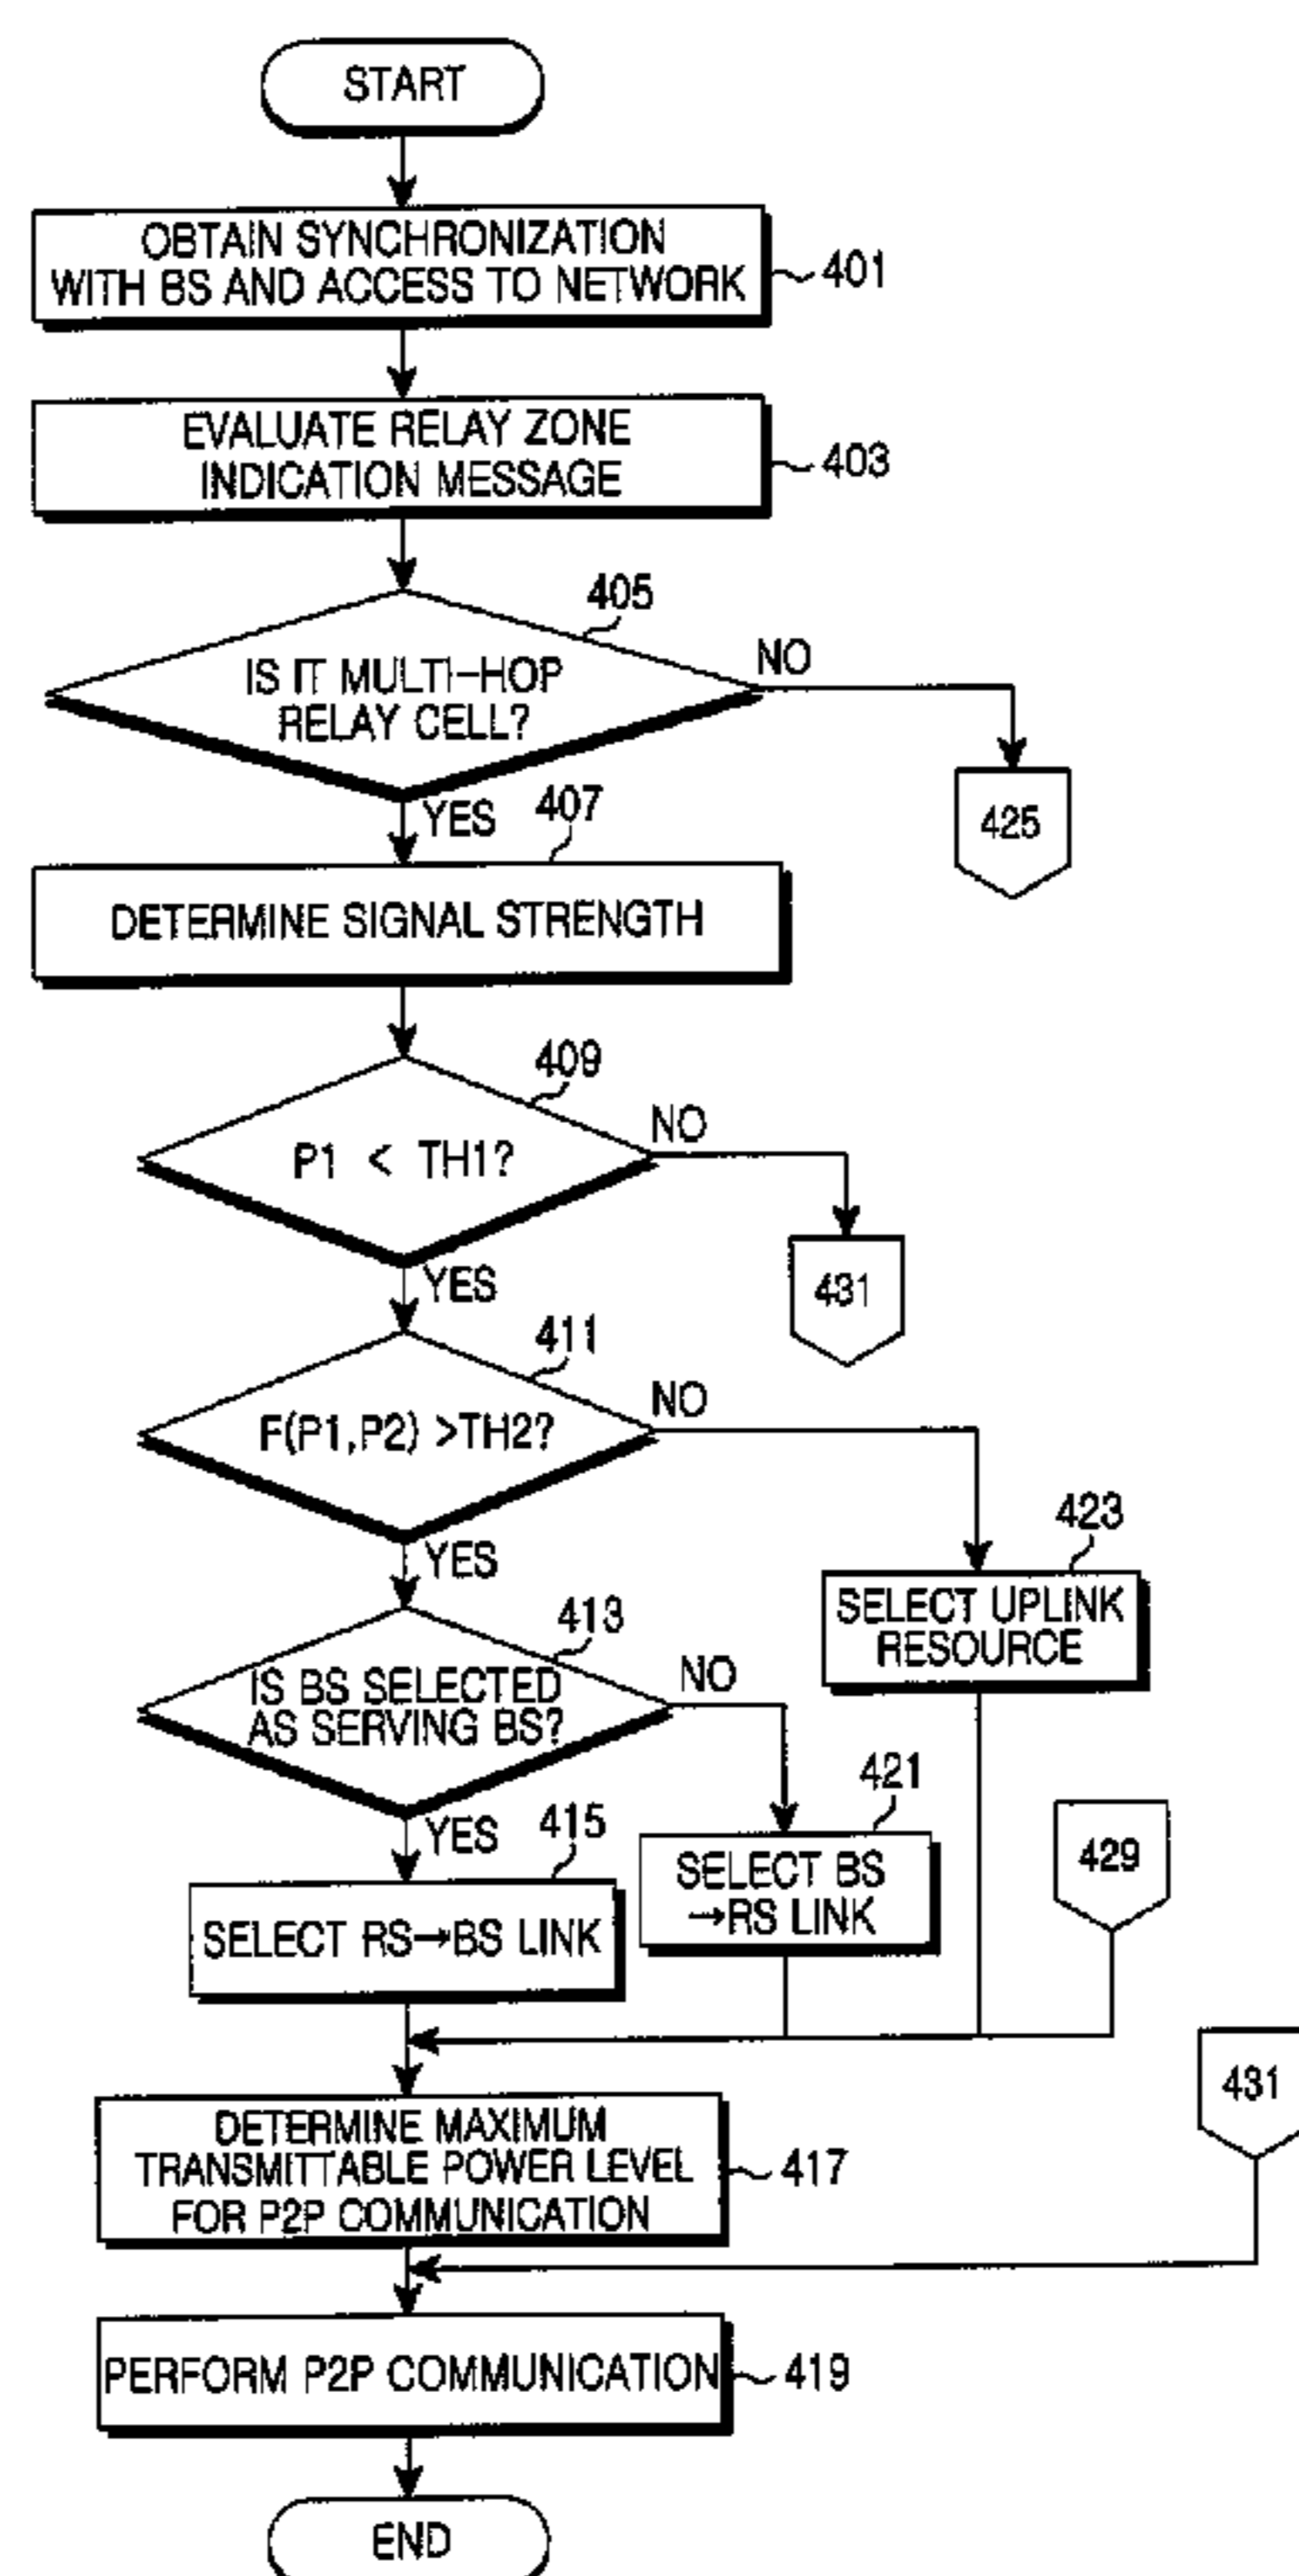 START
OBTAIN SYNCHRONIZATION
WITH BS AND ACCESS TO NETWORK
401
EVALUATE RELAY ZONE
INDICATION MESSAGE
403
405
IS IT MULTI-HOP
RELAY CELL?
NO
425
YES
407
DETERMINE SIGNAL STRENGTH
409
P1 < TH1?
NO
431
YES
411
F(P1,P2) >TH2?
NO
423
SELECT UPLINK
RESOURCE
YES
413
IS BS SELECTED
AS SERVING BS?
NO
421
SELECT BS
→RS LINK
429
YES
415
SELECT RS→BS LINK
431
DETERMINE MAXIMUM
TRANSMITTABLE POWER LEVEL
FOR P2P COMMUNICATION
417
PERFORM P2P COMMUNICATION
419
END